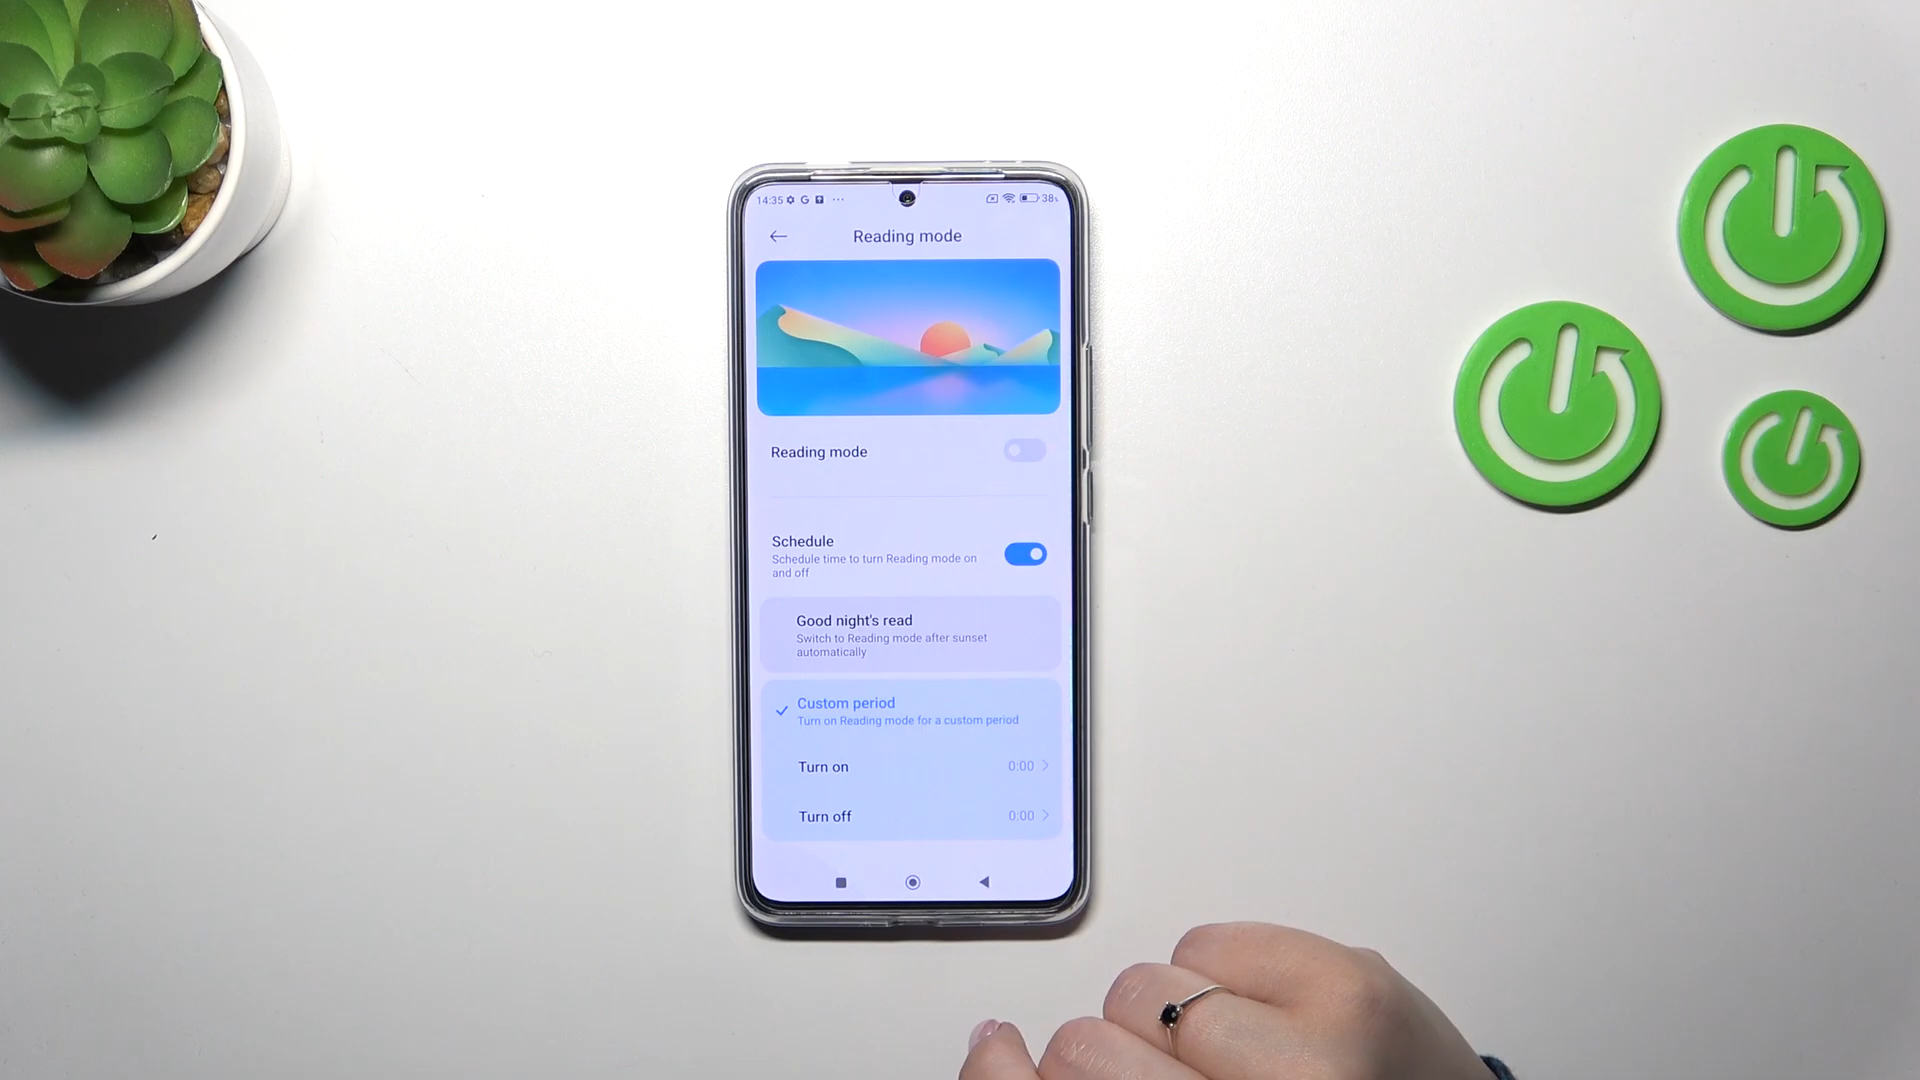 14:35 G 38%
Reading mode
Reading mode
Schedule
Schedule time to turn Reading mode on
and off
Good night's read
Switch to Reading mode after sunset
automatically
Custom period
Turn on Reading mode for a custom period
Turn on 0:00
Turn off 0:00